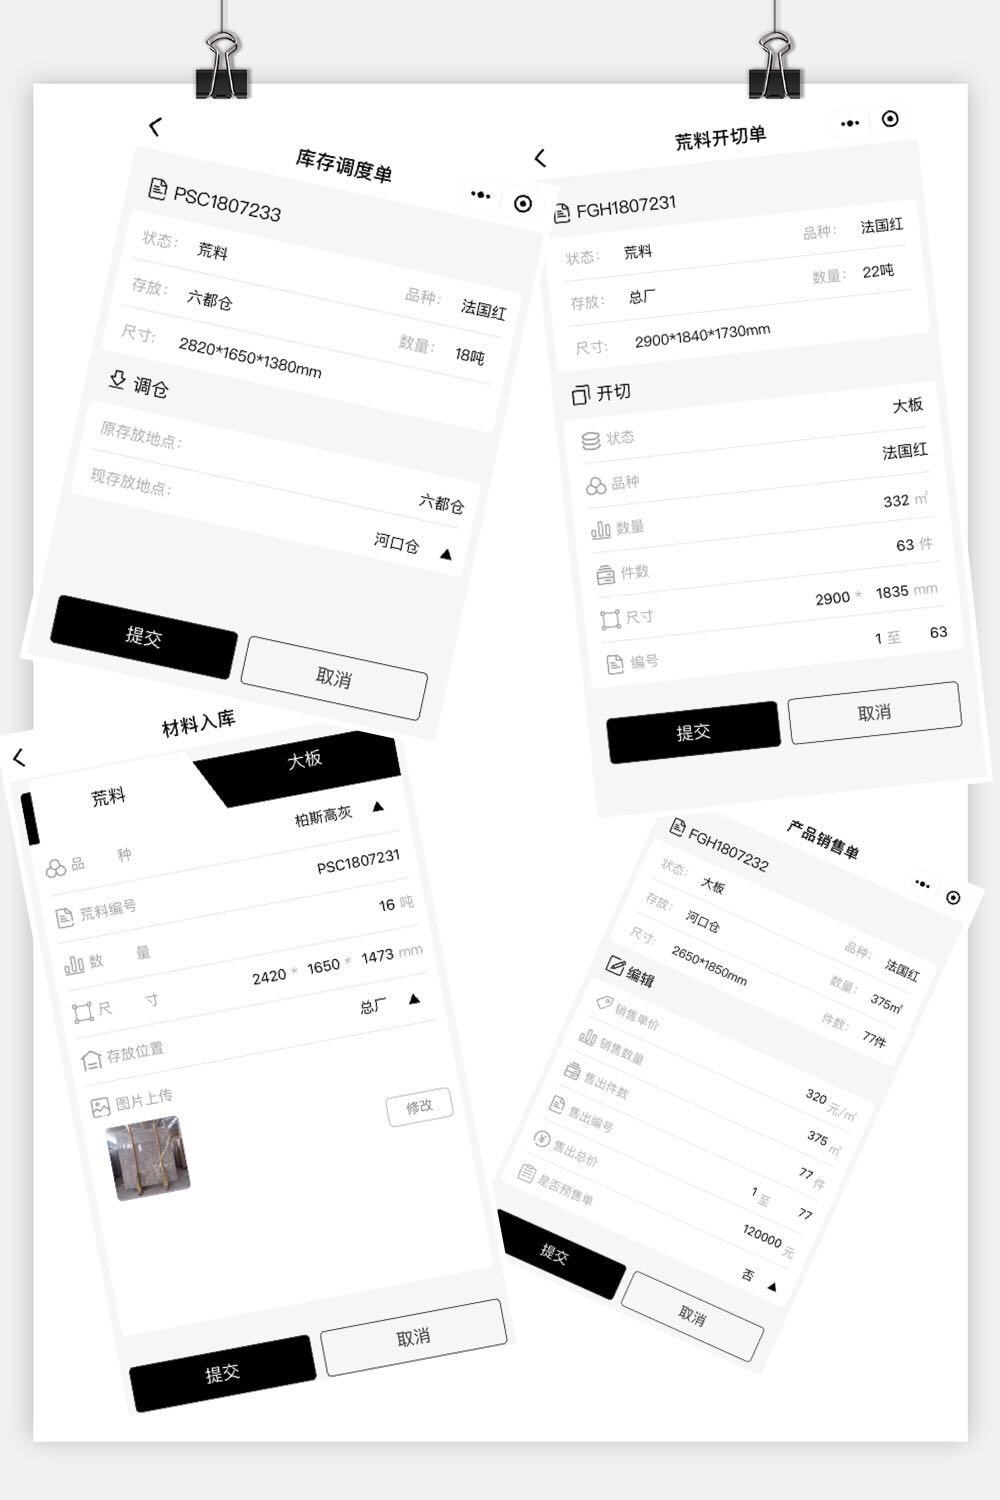 库存调度单
PSC1807233
状态： 荒料 品种： 法国红
存放： 六都仓 数量： 18吨
尺寸: 2820*1650*1380mm
调仓
原存放地点： 六都仓
现存放地点： 河口仓
提交 取消
荒料开切单
FGH1807231
状态： 荒料 品种： 法国红
存放： 总厂 数量： 22吨
尺寸: 2900*1840*1730mm
开切
状态 大板
品种 法国红
数量 332 ㎡
件数 63 件
尺寸 2900 * 1835 mm
编号 1 至 63
提交 取消
材料入库
荒料 大板
品 种 柏斯高灰
荒料编号 PSC1807231
数 量 16 吨
尺 寸 2420 * 1650 * 1473 mm
存放位置 总厂
图片上传 修改
提交 取消
产品销售单
FGH1807232
状态： 大板 品种： 法国红
存放： 河口仓 数量： 375㎡
尺寸: 2650*1850mm 件数： 77件
编辑
销售单价 320 元/㎡
销售数量 375 ㎡
售出件数 77 件
售出编号 1 至 77
售出总价 120000 元
是否预售单 否
提交 取消